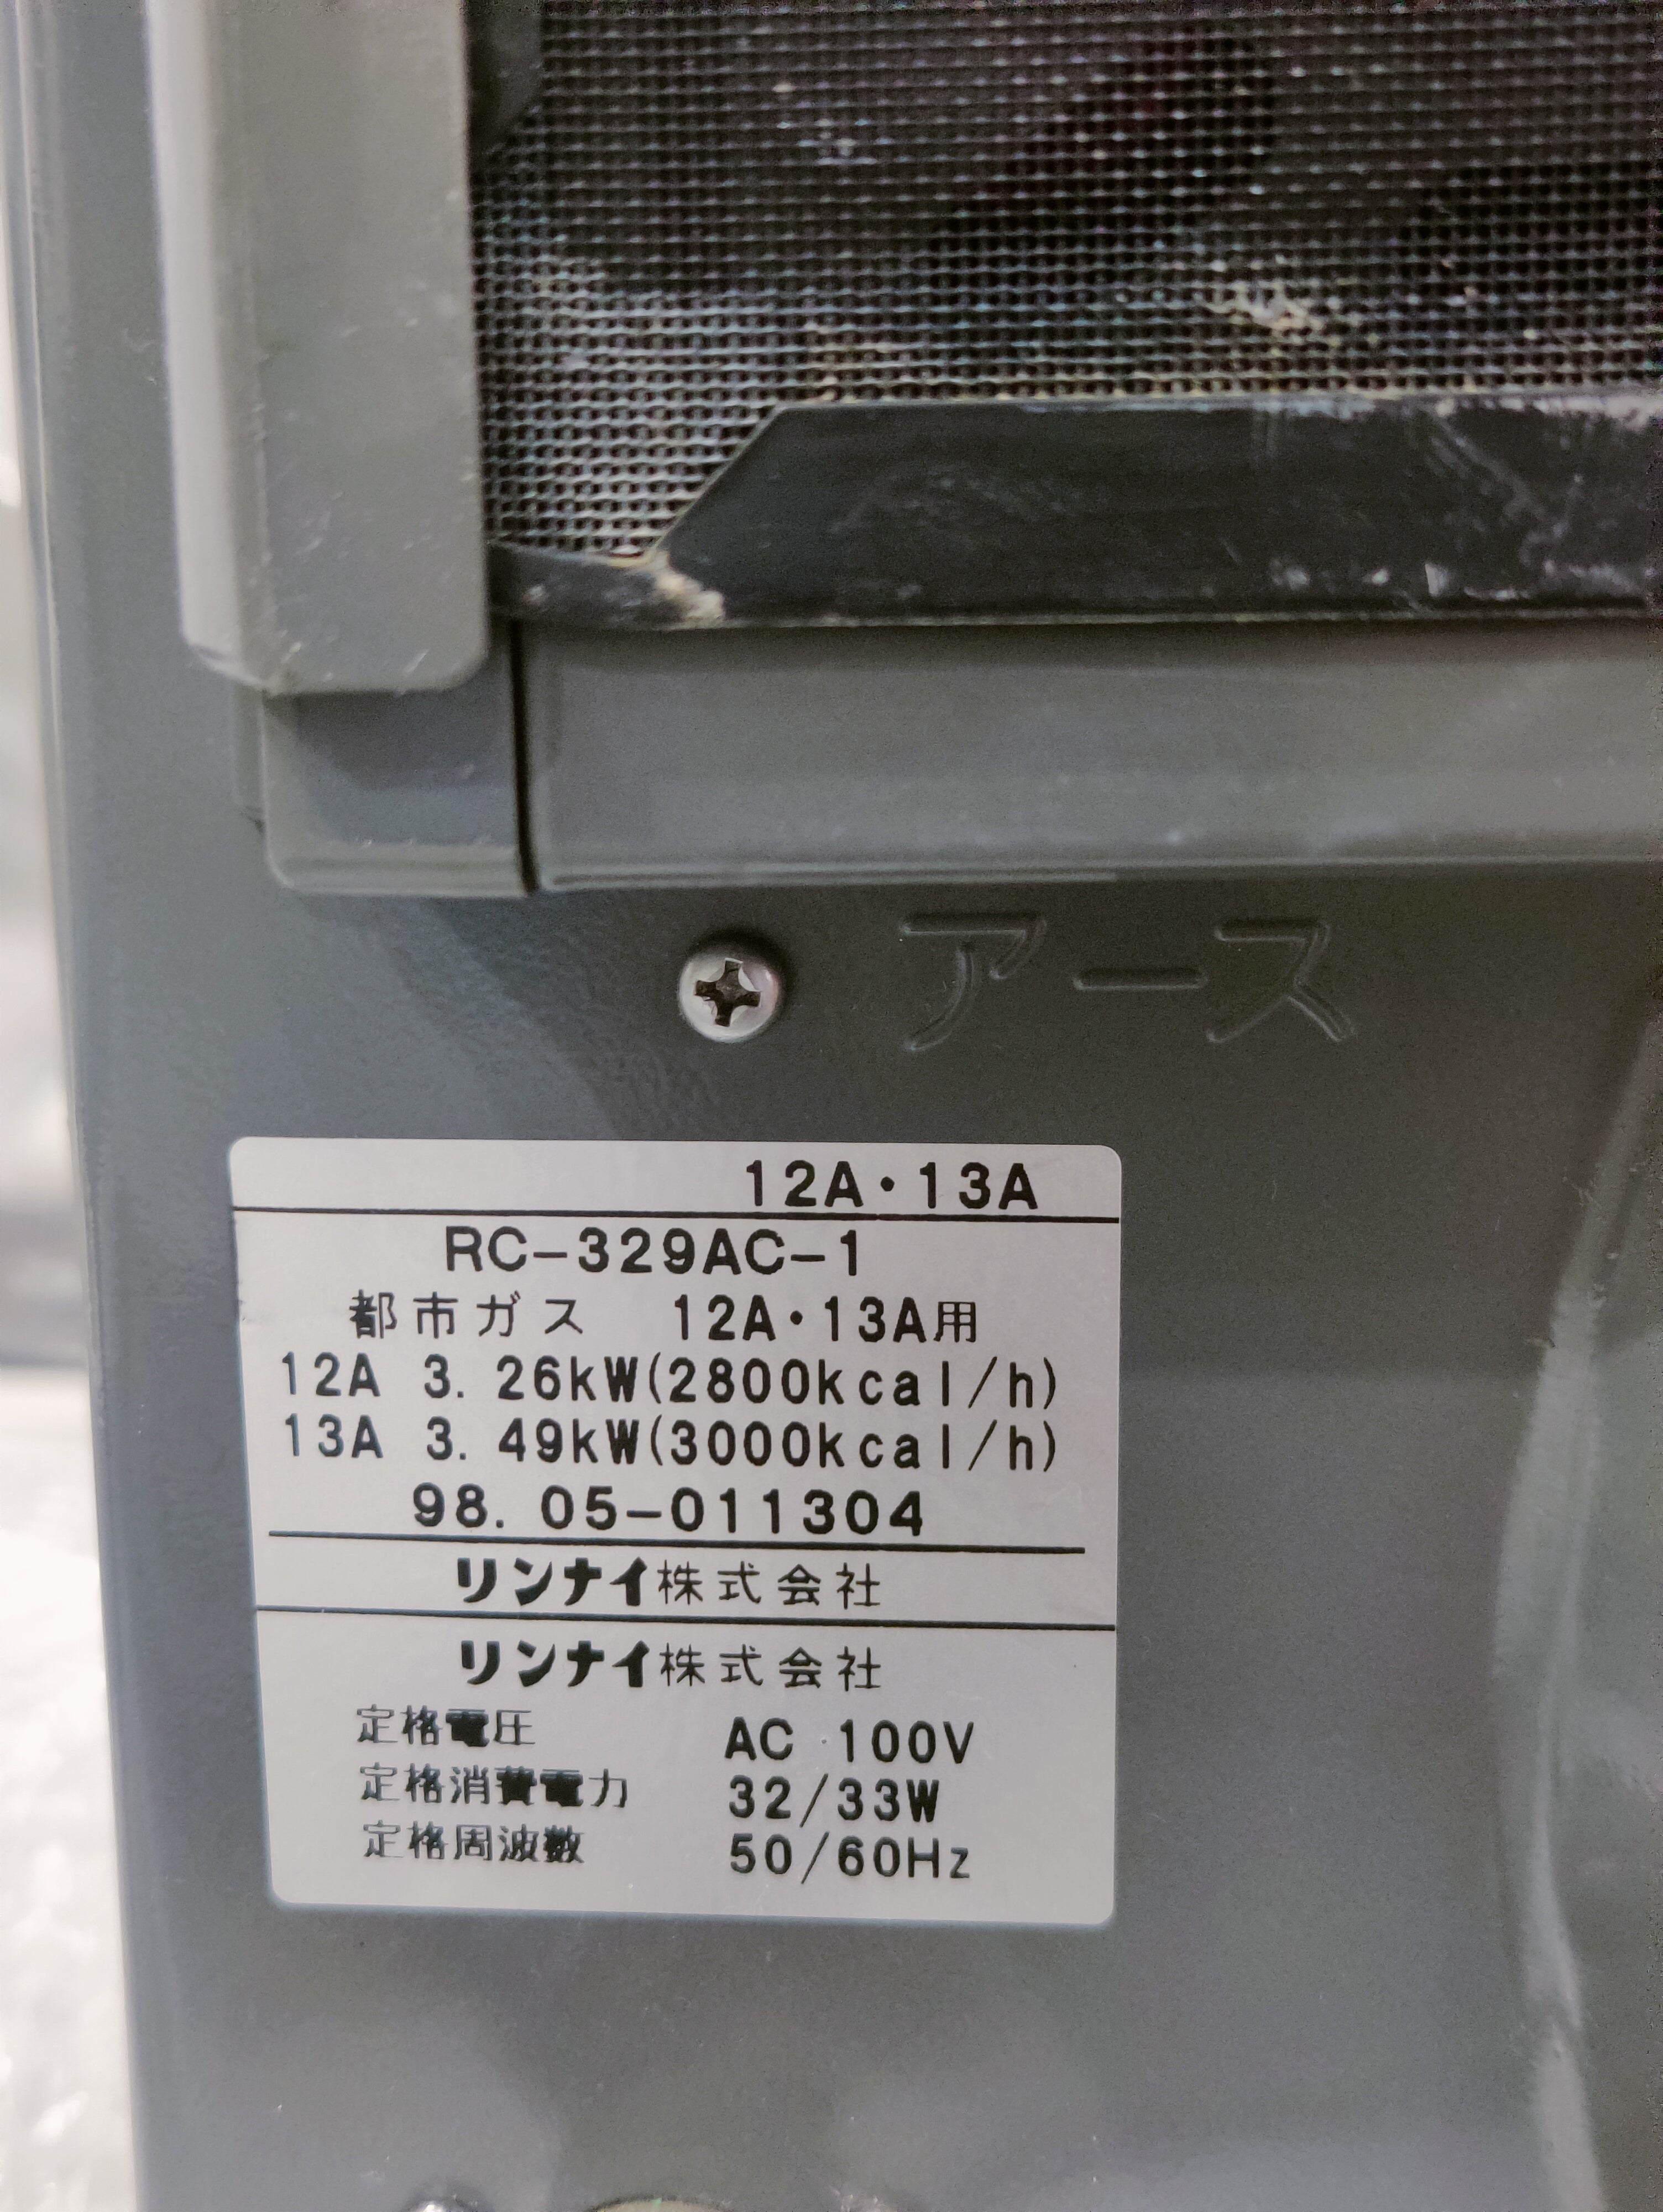 アース
12A・13A
RC-329AC-1
都市ガス 12A・13A用
12A 3.26kW(2800kcal/h)
13A 3.49kW(3000kcal/h)
98.05-011304
リンナイ株式会社
リンナイ株式会社
定格電圧 AC 100V
定格消費電力 32/33W
定格周波数 50/60Hz